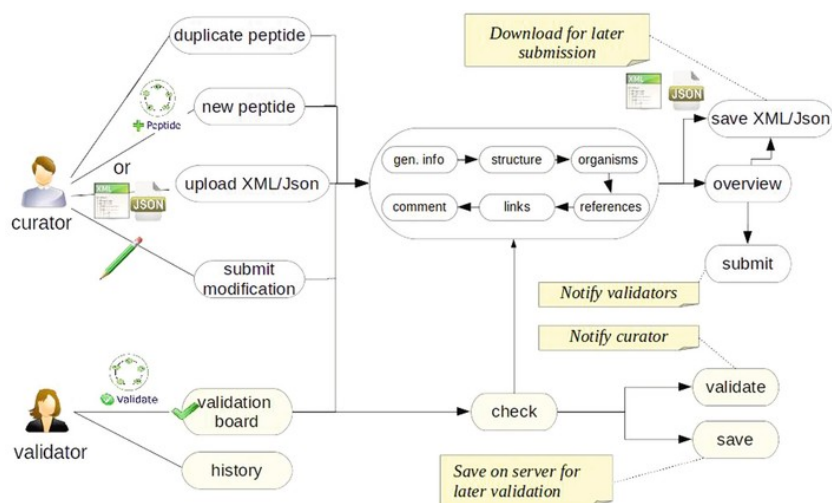 duplicate peptide
Download for later
submission
XML
JSON
new peptide
Peptide
save XML/Json
or
gen. info
structure
organisms
XML
JSON
upload XML/Json
overview
curator
comment
links
references
submit
modification
submit
Notify validators
Notify curator
Validate
validation
board
check
validate
validator
history
save
Save on server for
later validation